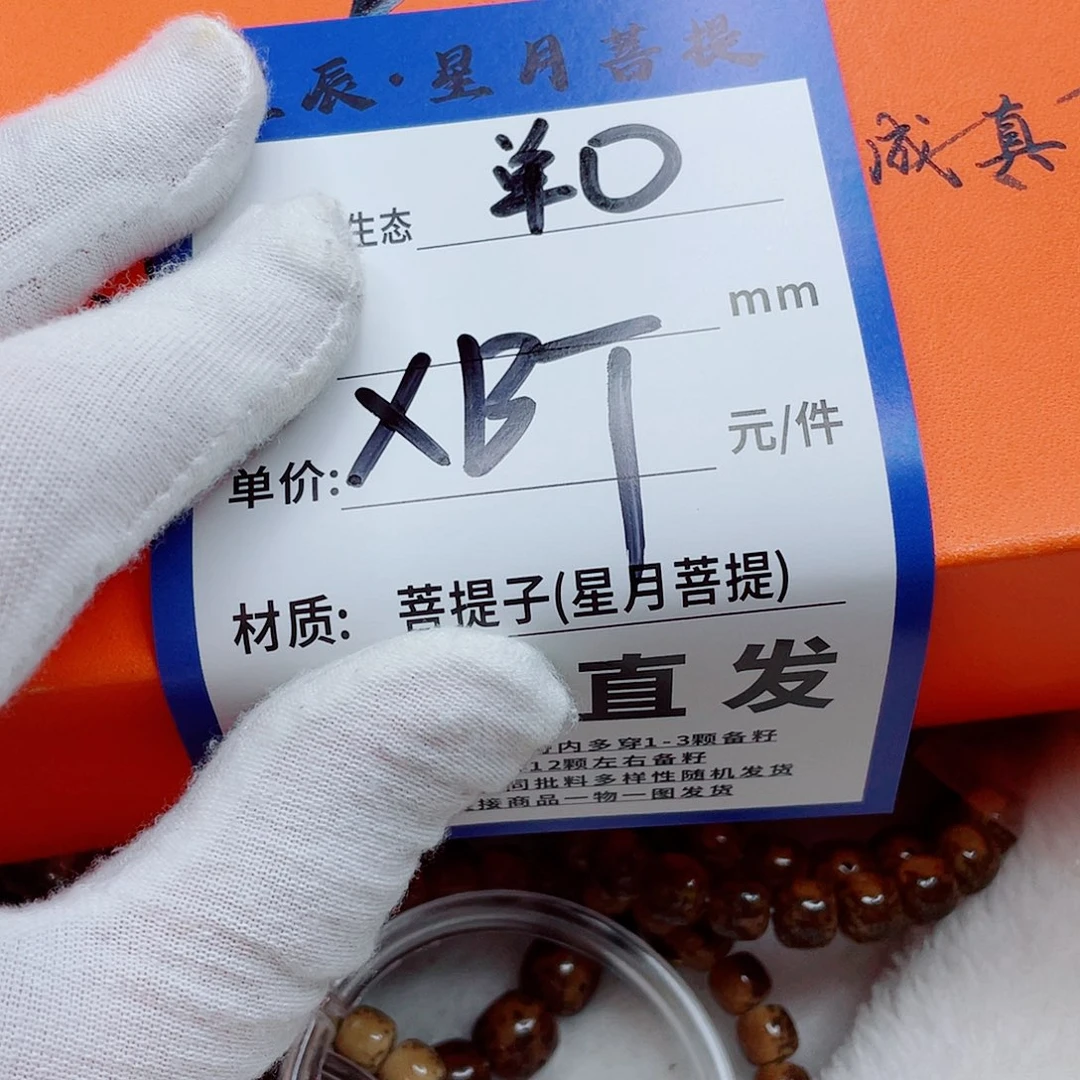 辰·星月菩提
成真
生态 单〇
mm
XBT
单价: 元/件
材质: 菩提子(星月菩提)
直发
内多穿1-3颗备籽
12颗左右备籽
同批料多样性随机发货
接商品一物一图发货